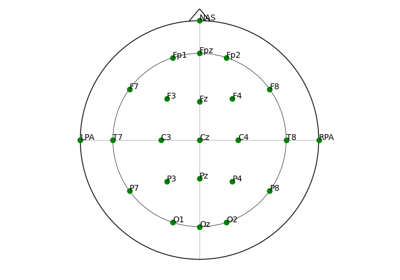 NAS
Fp1 Fpz Fp2
F7 F8
F3 Fz F4
LPA T7 C3 Cz C4 T8 RPA
P3 Pz P4
P7 P8
O1 Oz O2